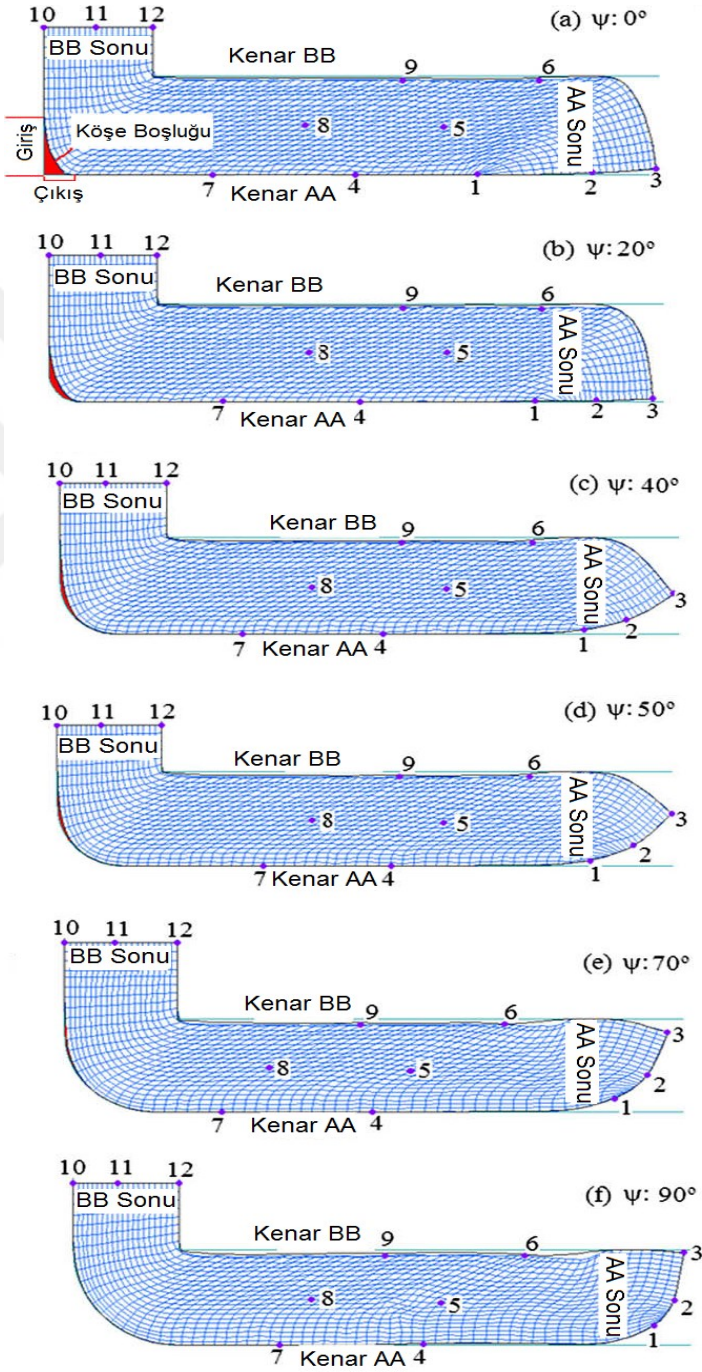 10 11 12
(a) ψ: 0°
BB Sonu
Kenar BB
9 6
AA Sonu
Giriş
Köşe Boşluğu
8 5
Çıkış
7 Kenar AA 4 1 2 3
10 11 12
(b) ψ: 20°
BB Sonu
Kenar BB
9 6
AA Sonu
8 5
7 Kenar AA 4 1 2 3
10 11 12
(c) ψ: 40°
BB Sonu
Kenar BB
9 6
AA Sonu
8 5
3
7 Kenar AA 4 1 2
10 11 12
(d) ψ: 50°
BB Sonu
Kenar BB
9 6
AA Sonu
8 5 3
2
7 Kenar AA 4 1
10 11 12
BB Sonu
(e) ψ: 70°
Kenar BB
9 6
3
AA Sonu
8 5
2
1
7 Kenar AA 4
10 11 12
BB Sonu
(f) ψ: 90°
Kenar BB
9 6 3
AA Sonu
8 5 2
1
7 Kenar AA 4